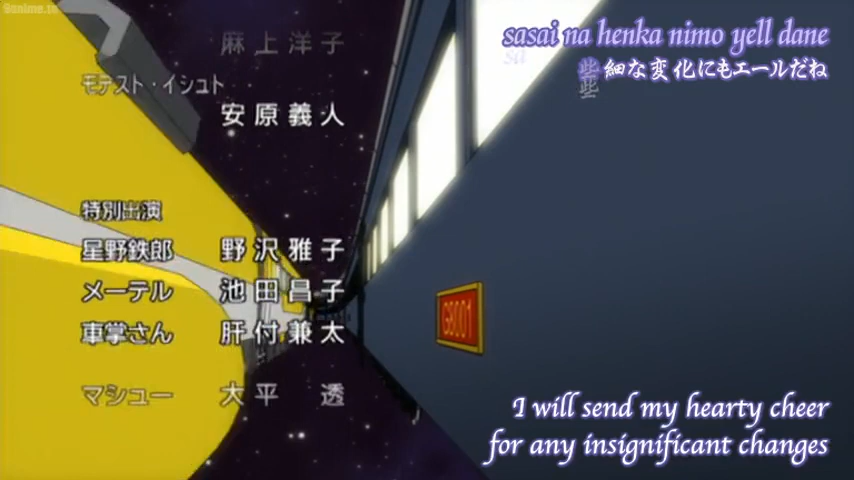 9anime.to
sasai na henka nimo yell dane
sa
些細な変化にもエールだね
些
麻上洋子
モデスト・イシュト
安原義人
特別出演
星野鉄郎 野沢雅子
メーテル 池田昌子
車掌さん 肝付兼太
マシュー 大平 透
G8001
I will send my hearty cheer
for any insignificant changes